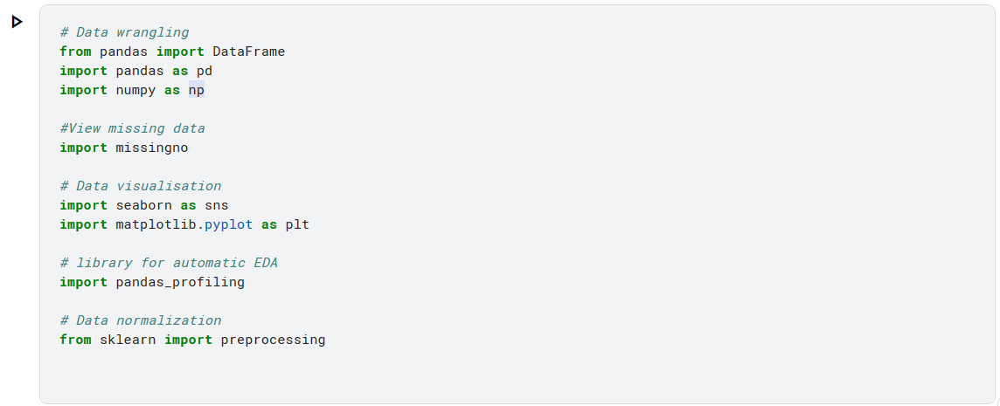 # Data wrangling
from pandas import DataFrame
import pandas as pd
import numpy as np
#View missing data
import missingno
# Data visualisation
import seaborn as sns
import matplotlib.pyplot as plt
# library for automatic EDA
import pandas_profiling
# Data normalization
from sklearn import preprocessing